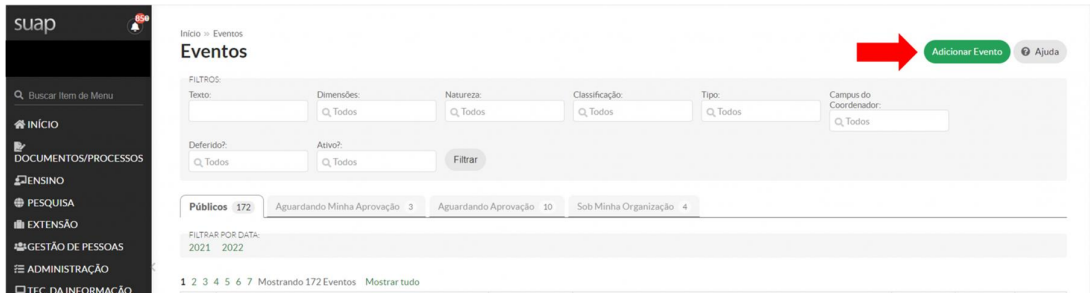 suap
850
Buscar Item de Menu
INÍCIO
DOCUMENTOS/PROCESSOS
ENSINO
PESQUISA
EXTENSÃO
GESTÃO DE PESSOAS
ADMINISTRAÇÃO
TEC. DA INFORMAÇÃO
Início » Eventos
Eventos
Adicionar Evento
Ajuda
FILTROS:
Texto: Dimensões: Natureza: Classificação: Tipo: Campus do Coordenador:
Todos Todos Todos Todos Todos
Deferido?: Ativo?:
Todos Todos Filtrar
Públicos 172 Aguardando Minha Aprovação 3 Aguardando Aprovação 10 Sob Minha Organização 4
FILTRAR POR DATA:
2021 2022
1 2 3 4 5 6 7 Mostrando 172 Eventos Mostrar tudo